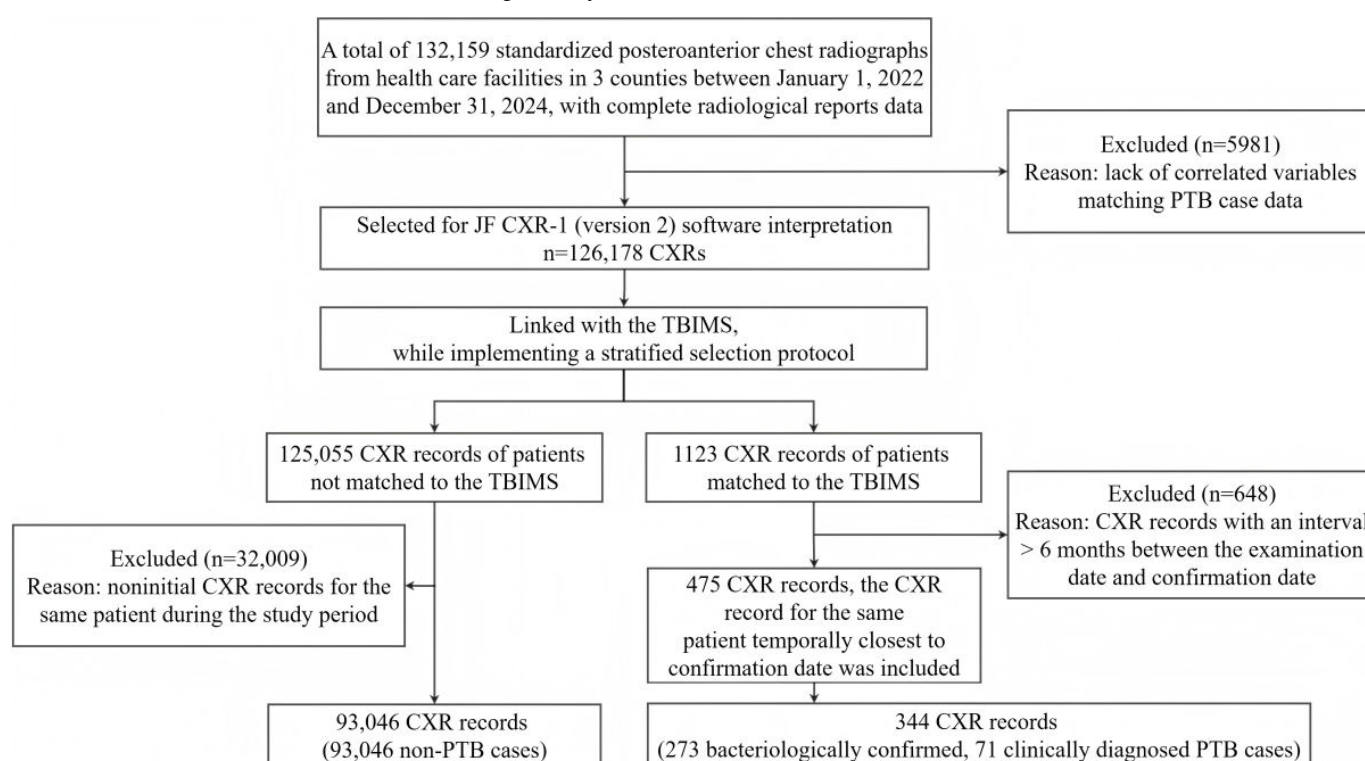 A total of 132,159 standardized posteroanterior chest radiographs
from health care facilities in 3 counties between January 1, 2022
and December 31, 2024, with complete radiological reports data
Excluded (n=5981)
Reason: lack of correlated variables
matching PTB case data
Selected for JF CXR-1 (version 2) software interpretation
n=126,178 CXRs
Linked with the TBIMS,
while implementing a stratified selection protocol
125,055 CXR records of patients
not matched to the TBIMS
1123 CXR records of patients
matched to the TBIMS
Excluded (n=648)
Reason: CXR records with an interval
> 6 months between the examination
date and confirmation date
Excluded (n=32,009)
Reason: noninitial CXR records for the
same patient during the study period
475 CXR records, the CXR
record for the same
patient temporally closest to
confirmation date was included
93,046 CXR records
(93,046 non-PTB cases)
344 CXR records
(273 bacteriologically confirmed, 71 clinically diagnosed PTB cases)